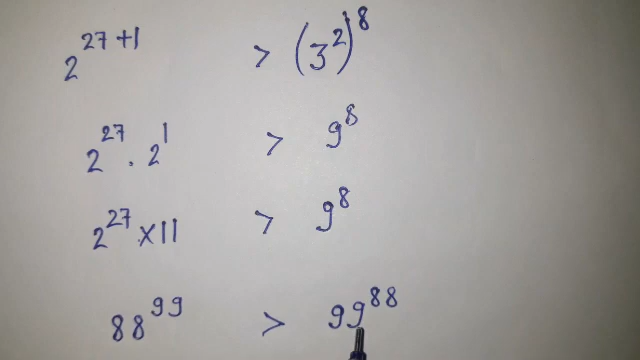 2^{27+1} > (3^2)^8
2^{27} . 2^1 > 9^8
2^{27} × 11 > 9^8
88^{99} > 99^{88}